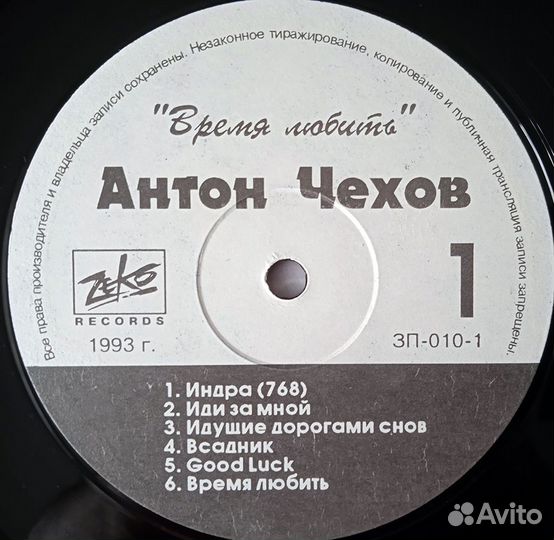 Все права производителя и владельца записи сохранены. Незаконное тиражирование, копирование и публичная трансляция записи запрещены.
"Время любить"
Антон Чехов
ZEKO
RECORDS
1993 г.
1
ЗП-010-1
1. Индра (768)
2. Иди за мной
3. Идущие дорогами снов
4. Всадник
5. Good Luck
6. Время любить
Avito